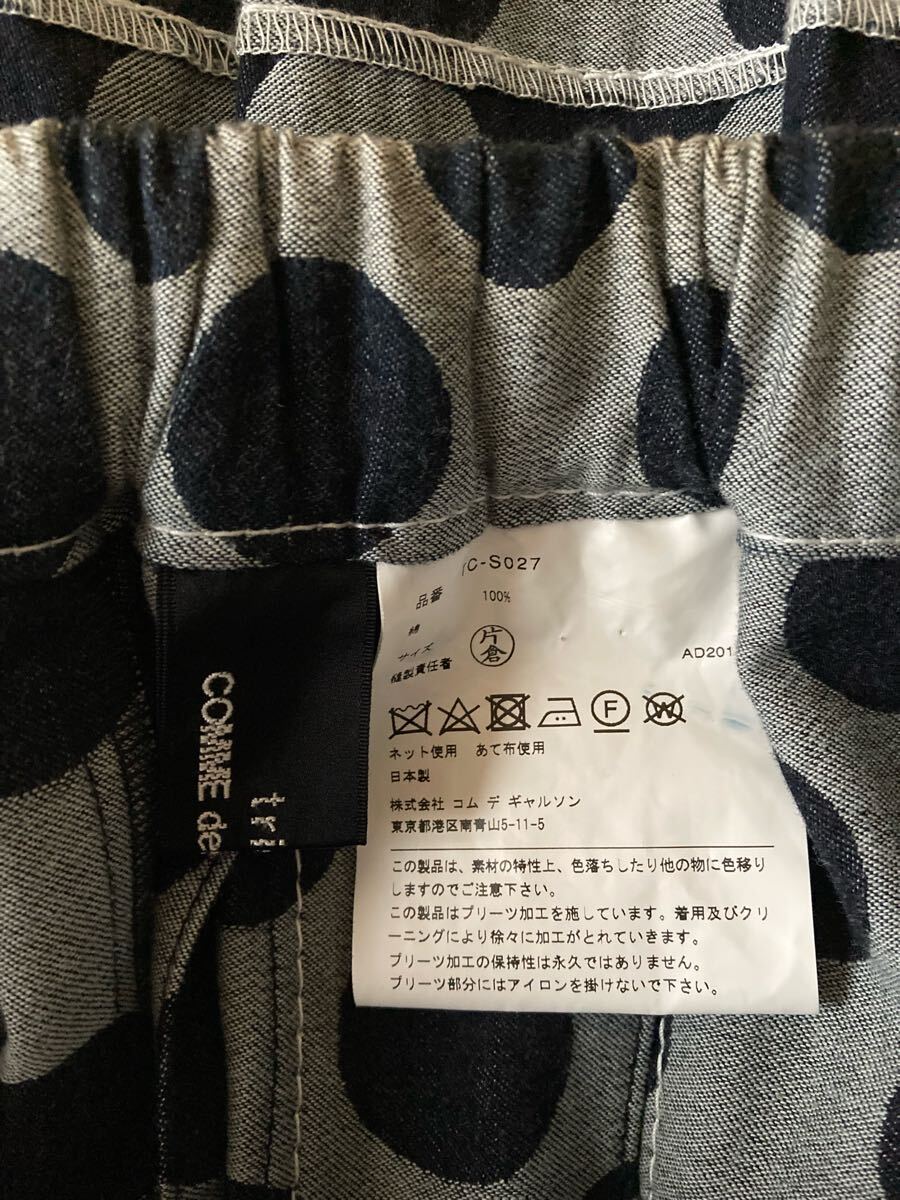 COMME de
tri
C-S027
品番
100%
綿
サイズ
縫製責任者
片倉
AD201
F
W
ネット使用 あて布使用
日本製
株式会社 コム デ ギャルソン
東京都港区南青山5-11-5
この製品は、素材の特性上、色落ちしたり他の物に色移り
しますのでご注意下さい。
この製品はプリーツ加工を施しています。着用及びクリ
ーニングにより徐々に加工がとれていきます。
プリーツ加工の保持性は永久ではありません。
プリーツ部分にはアイロンを掛けないで下さい。